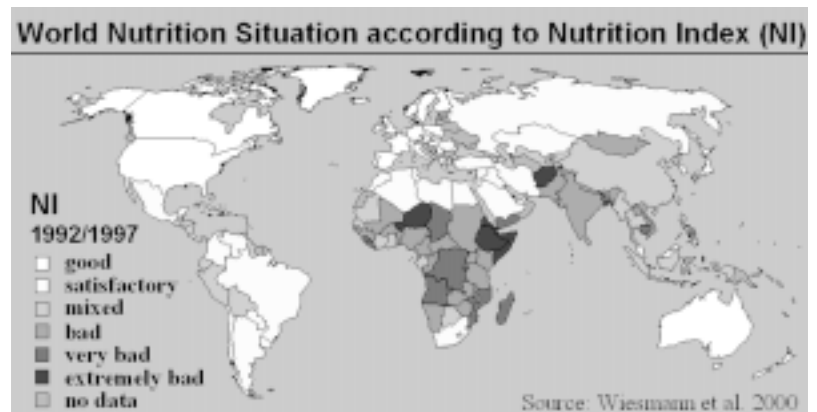 World Nutrition Situation according to Nutrition Index (NI)
NI
1992/1997
good
satisfactory
mixed
bad
very bad
extremely bad
no data
Source: Wiesmann et al. 2000